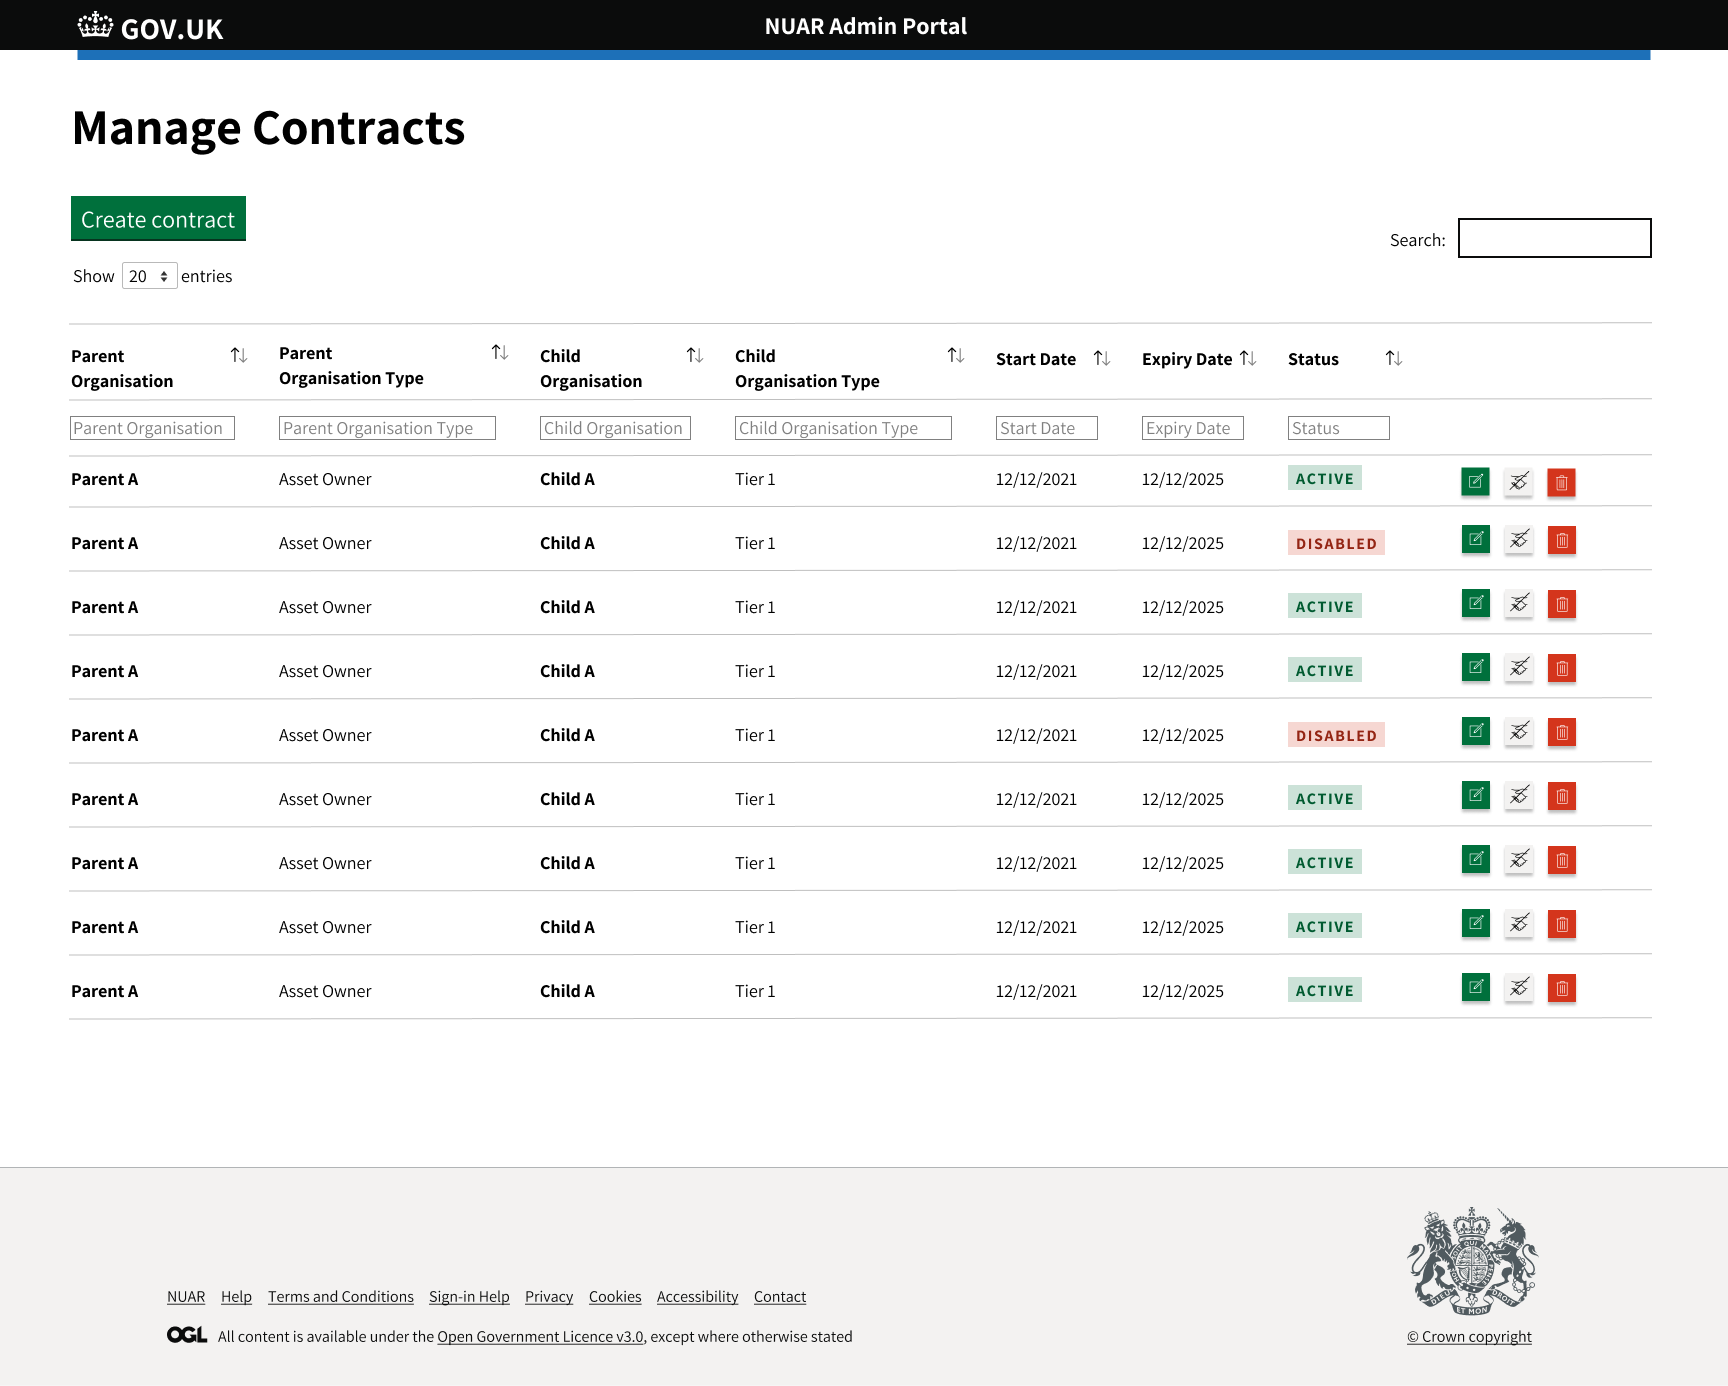 GOV.UK
NUAR Admin Portal
Manage Contracts
Create contract
Search:
Show 20 entries
Parent Organisation
Parent Organisation Type
Child Organisation
Child Organisation Type
Start Date
Expiry Date
Status
Parent Organisation Parent Organisation Type Child Organisation Child Organisation Type Start Date Expiry Date Status
Parent A Asset Owner Child A Tier 1 12/12/2021 12/12/2025 ACTIVE
Parent A Asset Owner Child A Tier 1 12/12/2021 12/12/2025 DISABLED
Parent A Asset Owner Child A Tier 1 12/12/2021 12/12/2025 ACTIVE
Parent A Asset Owner Child A Tier 1 12/12/2021 12/12/2025 ACTIVE
Parent A Asset Owner Child A Tier 1 12/12/2021 12/12/2025 DISABLED
Parent A Asset Owner Child A Tier 1 12/12/2021 12/12/2025 ACTIVE
Parent A Asset Owner Child A Tier 1 12/12/2021 12/12/2025 ACTIVE
Parent A Asset Owner Child A Tier 1 12/12/2021 12/12/2025 ACTIVE
Parent A Asset Owner Child A Tier 1 12/12/2021 12/12/2025 ACTIVE
NUAR Help Terms and Conditions Sign-in Help Privacy Cookies Accessibility Contact
OGL All content is available under the Open Government Licence v3.0, except where otherwise stated
DIEU ET MON DROIT
© Crown copyright